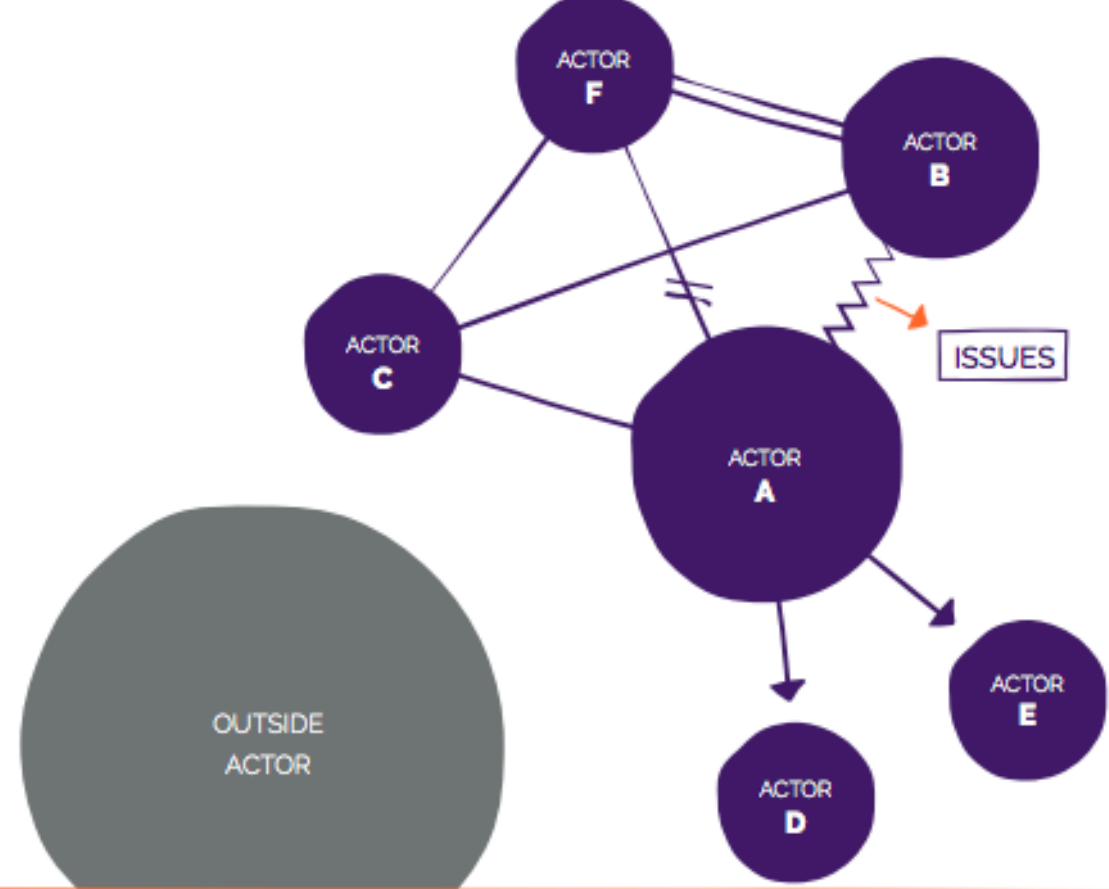 ACTOR
F
ACTOR
B
ACTOR
C
ISSUES
ACTOR
A
ACTOR
E
OUTSIDE
ACTOR
ACTOR
D